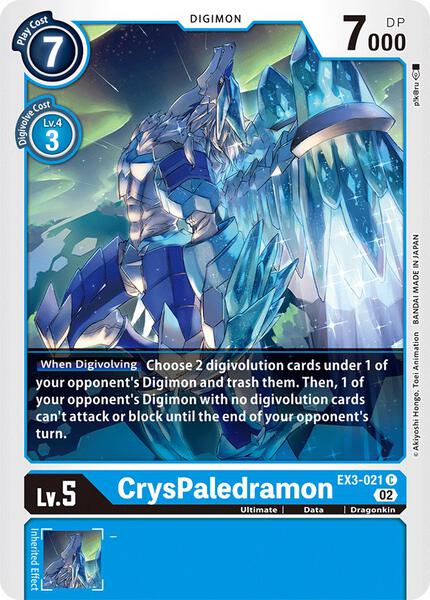 Play Cost
7
DIGIMON
DP
7000
Digivolve Cost
Lv.4
3
plk@ru
© Akiyoshi Hongo, Toei Animation BANDAI MADE IN JAPAN
When Digivolving Choose 2 digivolution cards under 1 of
your opponent's Digimon and trash them. Then, 1 of
your opponent's Digimon with no digivolution cards
can't attack or block until the end of your opponent's
turn.
Lv.5
CrysPaledramon
EX3-021 C
02
Ultimate | Data | Dragonkin
Inherited Effect
–